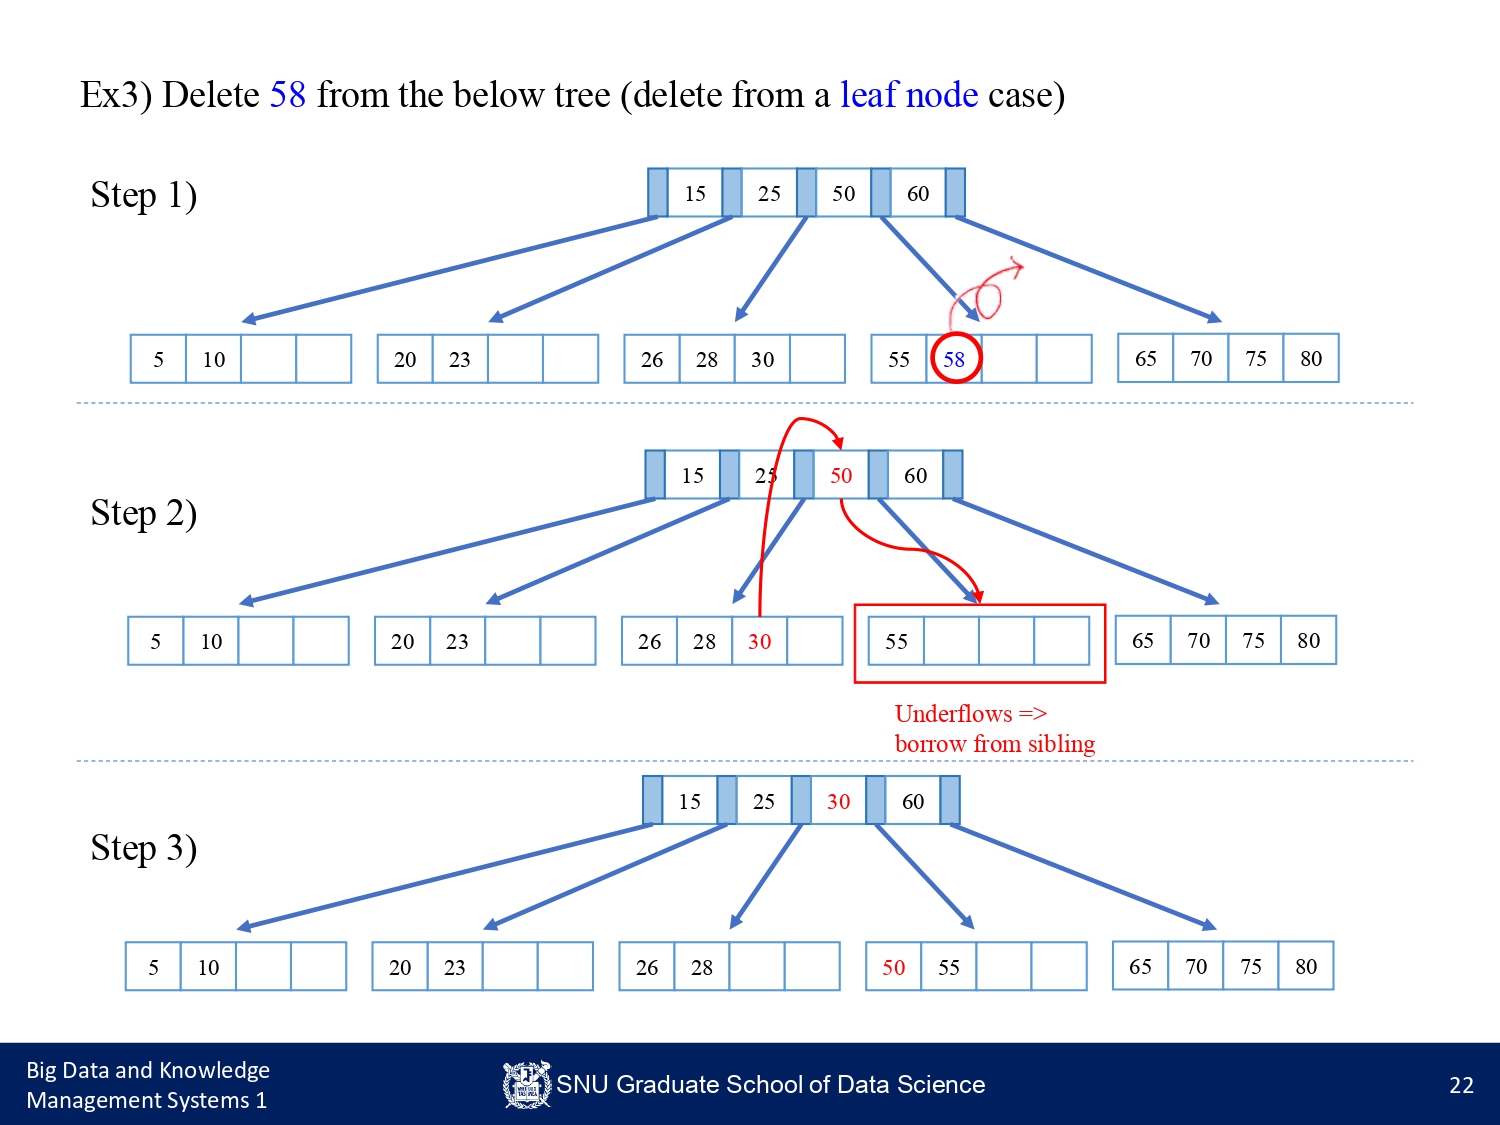 Ex3) Delete 58 from the below tree (delete from a leaf node case)
Step 1)
15 25 50 60
5 10
20 23
26 28 30
55 58
65 70 75 80
Step 2)
15 25 50 60
5 10
20 23
26 28 30
55
65 70 75 80
Underflows =>
borrow from sibling
Step 3)
15 25 30 60
5 10
20 23
26 28
50 55
65 70 75 80
Big Data and Knowledge
Management Systems 1
SNU Graduate School of Data Science
22